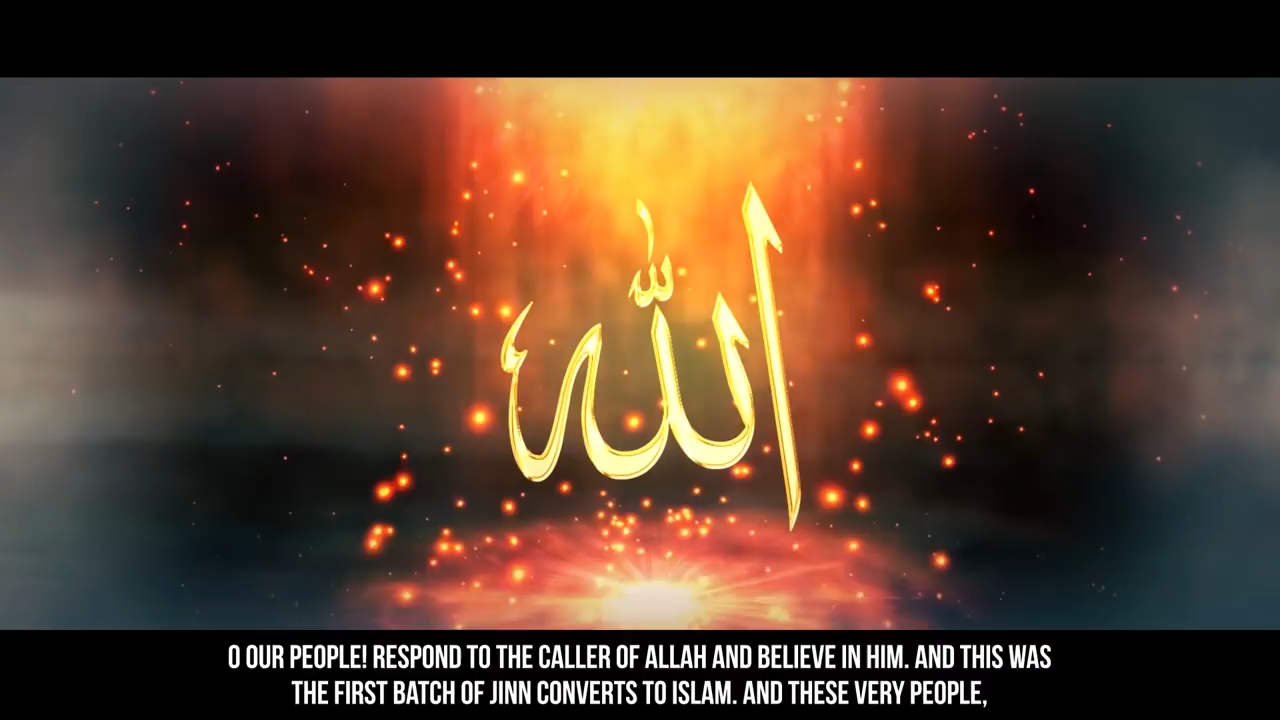 الله
O OUR PEOPLE! RESPOND TO THE CALLER OF ALLAH AND BELIEVE IN HIM. AND THIS WAS
THE FIRST BATCH OF JINN CONVERTS TO ISLAM. AND THESE VERY PEOPLE,